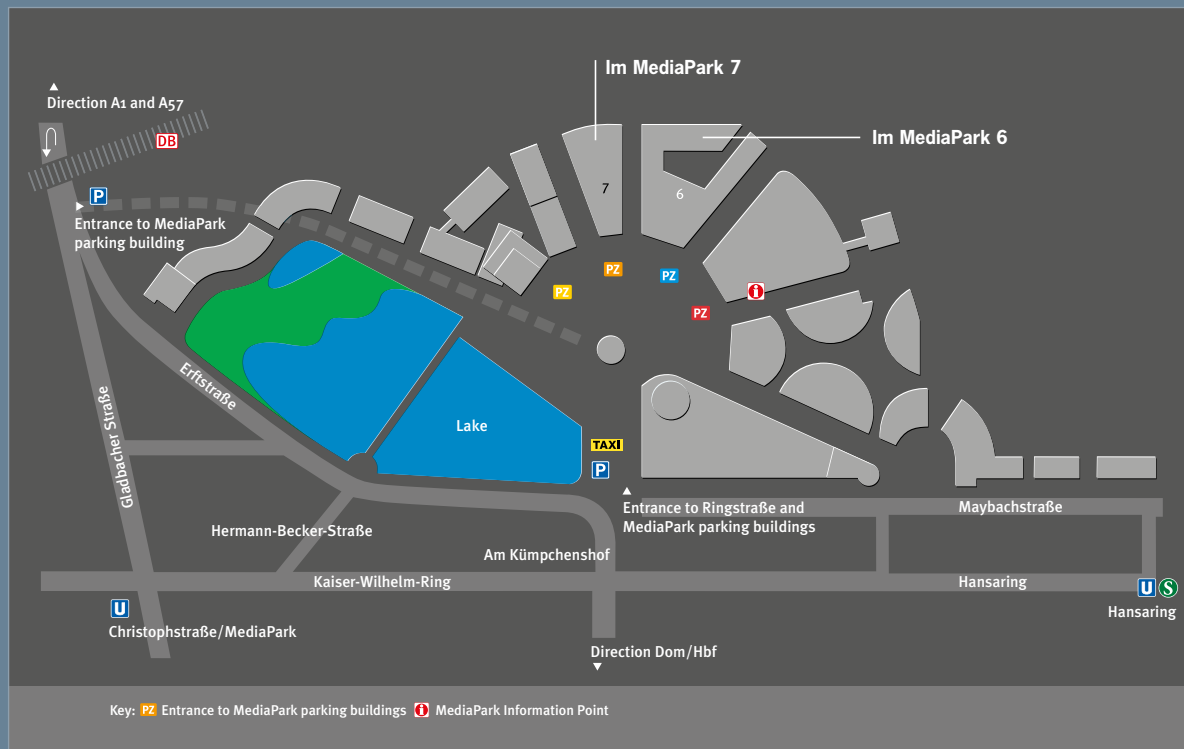 Im MediaPark 7
Direction A1 and A57
DB
Im MediaPark 6
7
6
P
Entrance to MediaPark
parking building
PZ
PZ
PZ
PZ
i
Erftstraße
Gladbacher Straße
Lake
TAXI
P
Entrance to Ringstraße and
MediaPark parking buildings
Maybachstraße
Hermann-Becker-Straße
Am Kümpchenshof
Kaiser-Wilhelm-Ring
Hansaring
U S
Hansaring
U
Christophstraße/MediaPark
Direction Dom/Hbf
Key: PZ Entrance to MediaPark parking buildings i MediaPark Information Point